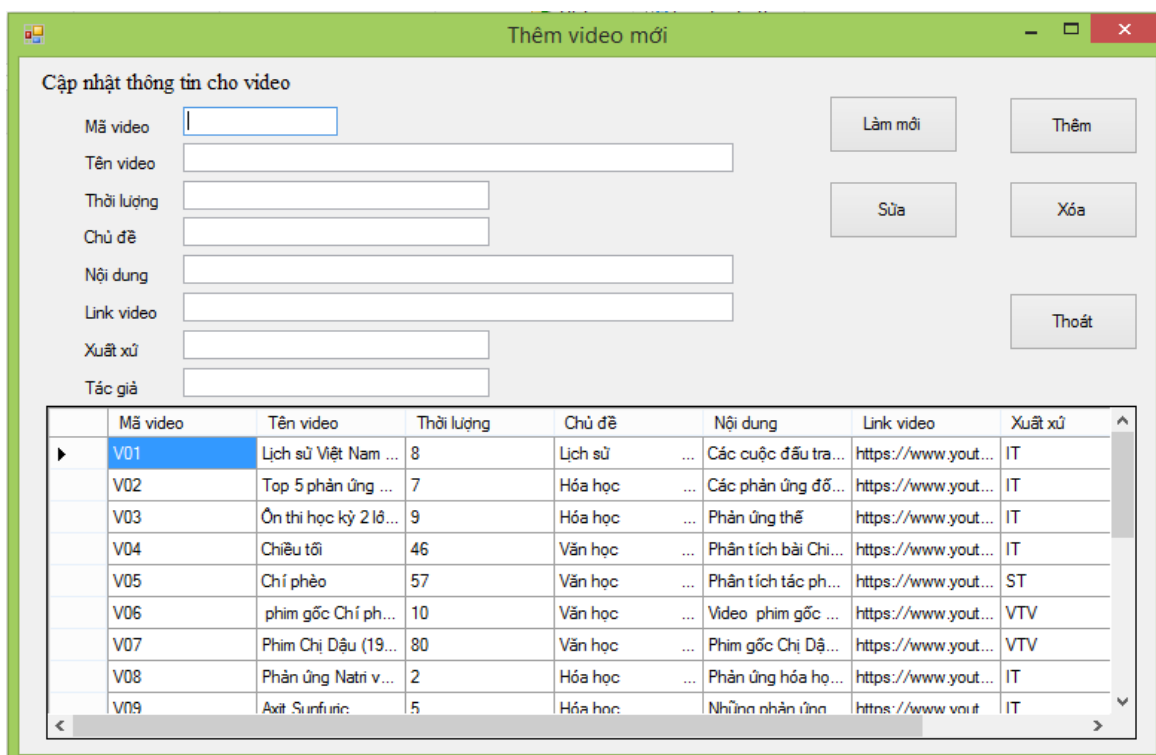 Thêm video mới
Cập nhật thông tin cho video
Mã video
Tên video
Thời lượng
Chủ đề
Nội dung
Link video
Xuất xứ
Tác giả
Làm mới Thêm
Sửa Xóa
Thoát
Mã video Tên video Thời lượng Chủ đề Nội dung Link video Xuất xứ
V01 Lịch sử Việt Nam ... 8 Lịch sử ... Các cuộc đấu tra... https://www.yout... IT
V02 Top 5 phản ứng ... 7 Hóa học ... Các phản ứng đố... https://www.yout... IT
V03 Ôn thi học kỳ 2 lớ... 9 Hóa học ... Phản ứng thế https://www.yout... IT
V04 Chiều tối 46 Văn học ... Phân tích bài Chi... https://www.yout... IT
V05 Chí phèo 57 Văn học ... Phân tích tác ph... https://www.yout... ST
V06 phim gốc Chí ph... 10 Văn học ... Video phim gốc ... https://www.yout... VTV
V07 Phim Chị Dậu (19... 80 Văn học ... Phim gốc Chị Dậ... https://www.yout... VTV
V08 Phản ứng Natri v... 2 Hóa học ... Phản ứng hóa họ... https://www.yout... IT
V09 Axit Sunfuric 5 Hóa học Những phản ứng https://www.yout IT